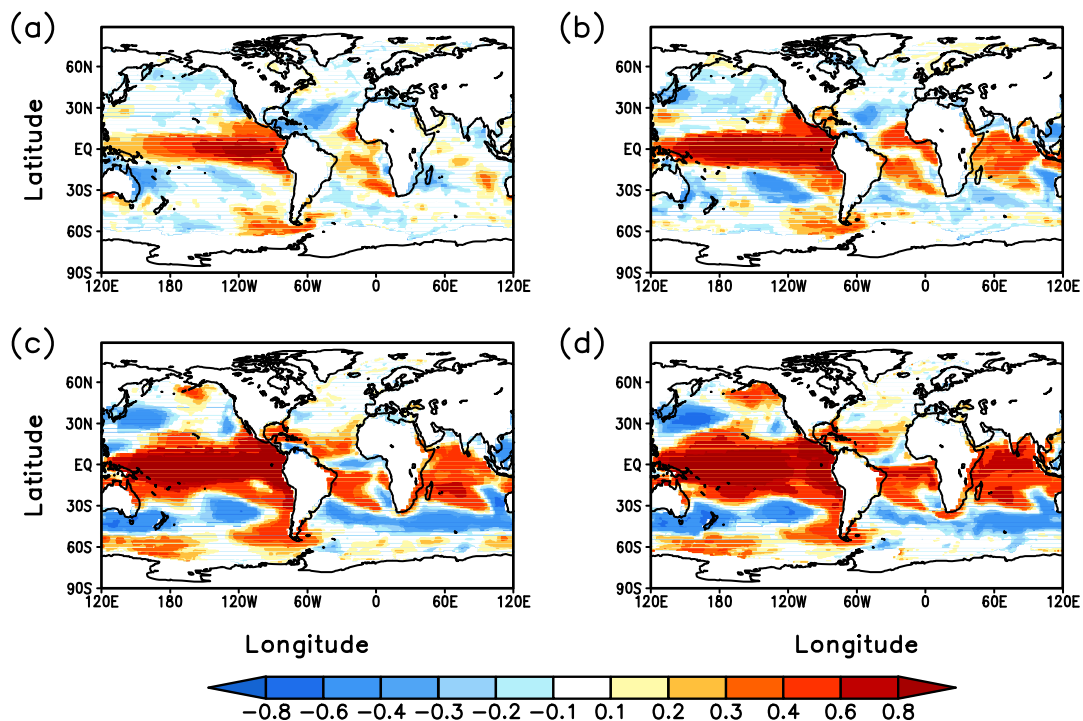 (a) (b)
60N 60N
30N 30N
Latitude EQ EQ
30S 30S
60S 60S
90S 90S
120E 180 120W 60W 0 60E 120E 120E 180 120W 60W 0 60E 120E
(c) (d)
60N 60N
30N 30N
Latitude EQ EQ
30S 30S
60S 60S
90S 90S
120E 180 120W 60W 0 60E 120E 120E 180 120W 60W 0 60E 120E
Longitude Longitude
-0.8 -0.6 -0.4 -0.3 -0.2 -0.1 0.1 0.2 0.3 0.4 0.6 0.8